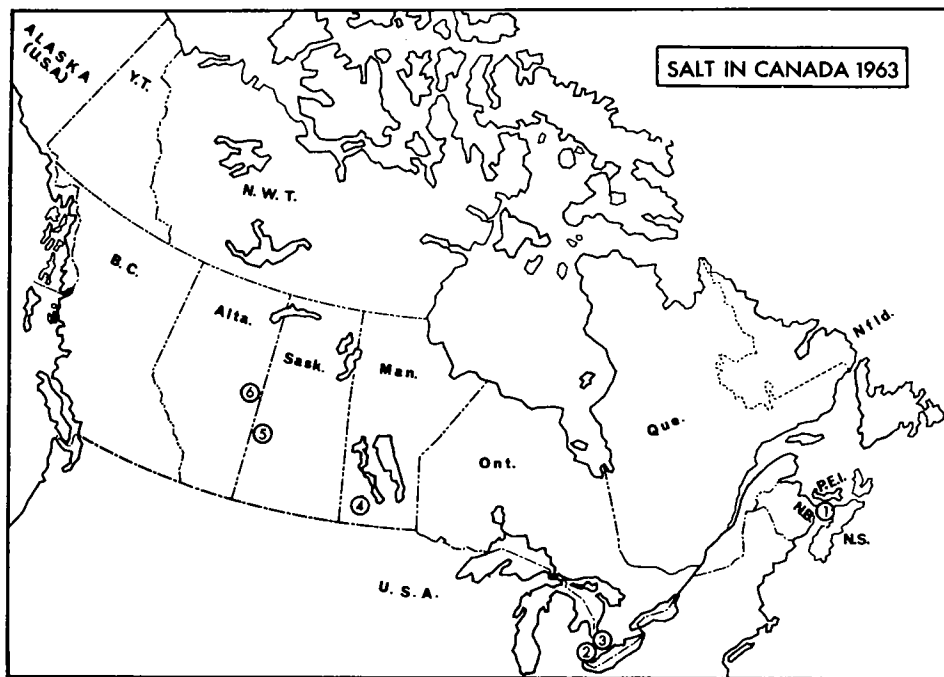 ALASKA
(U.S.A)
Y.T.
SALT IN CANADA 1963
N.W.T.
B.C.
Alta.
Sask.
Man.
Nfld.
6
5
Que.
Ont.
4
P.E.I.
N.B.
1
N.S.
U.S.A.
3
2